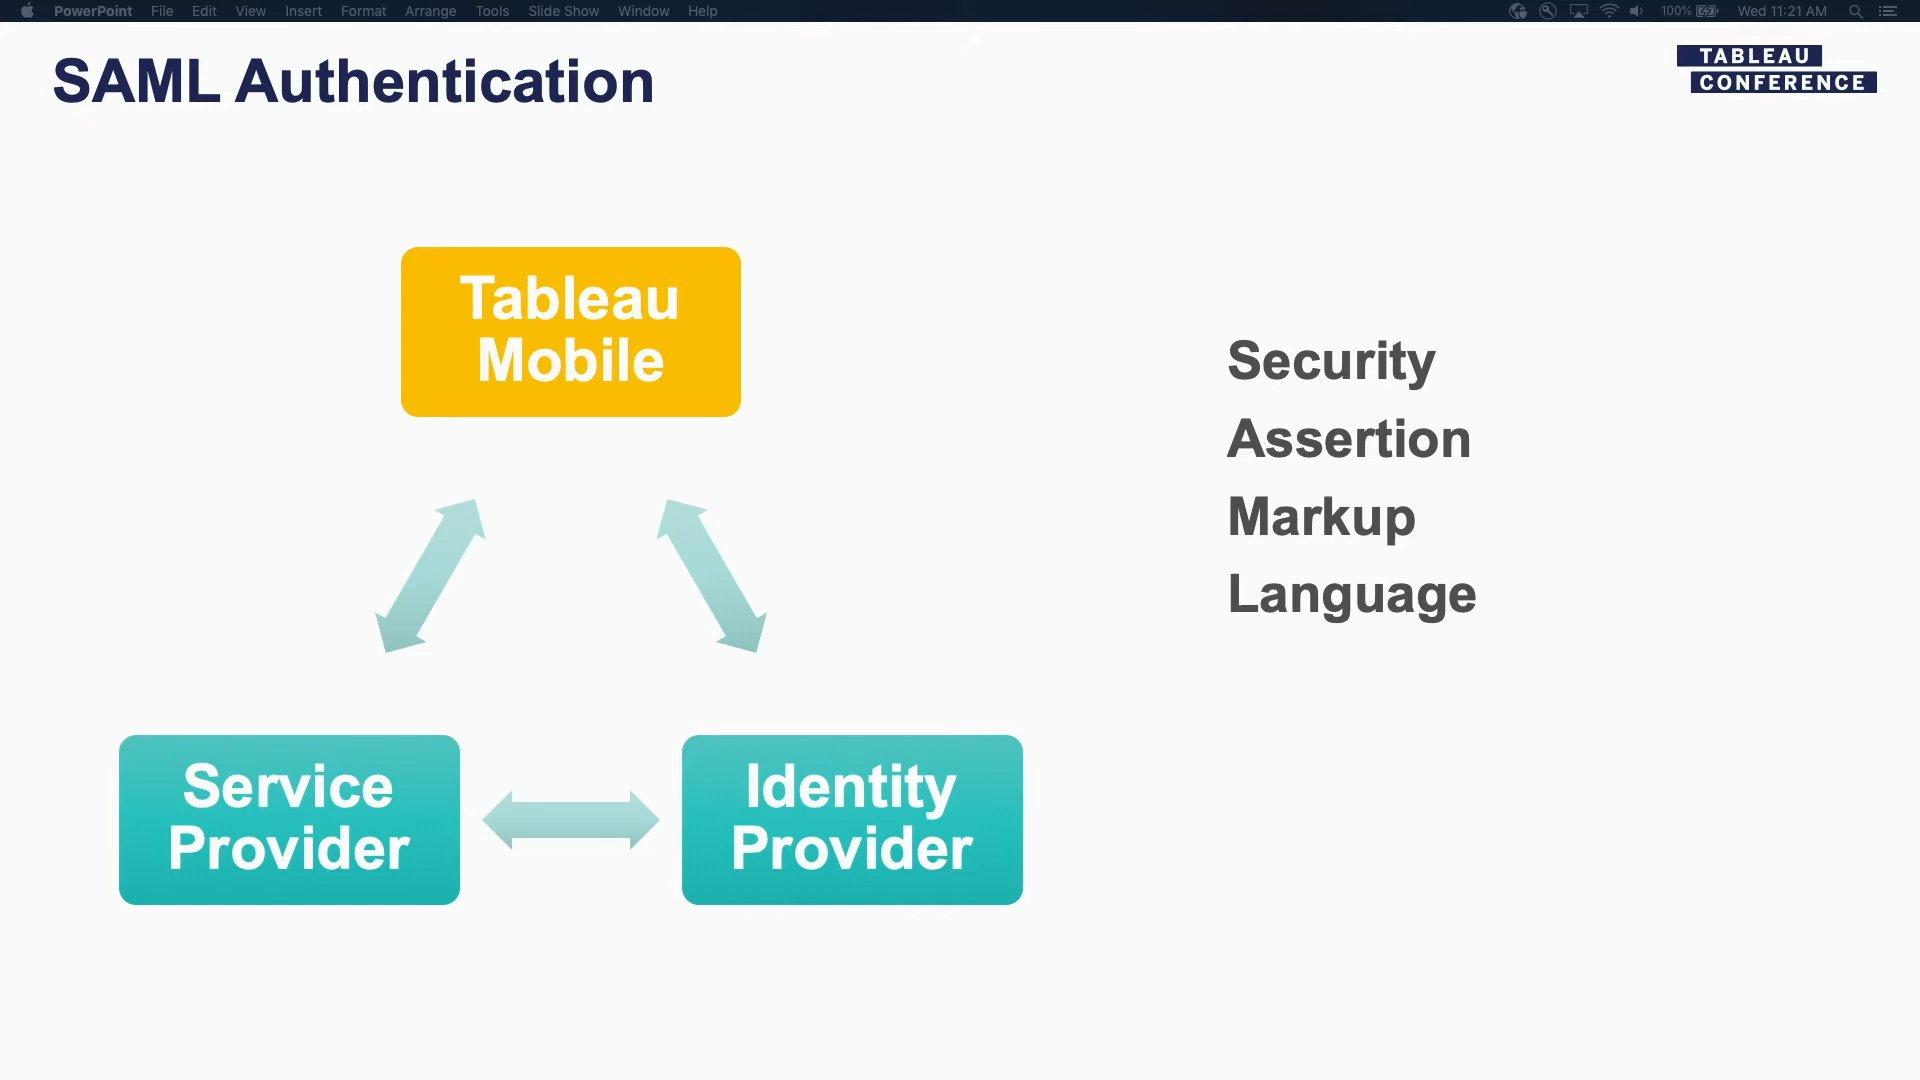 PowerPoint File Edit View Insert Format Arrange Tools Slide Show Window Help 100% Wed 11:21 AM
SAML Authentication
TABLEAU
CONFERENCE
Tableau
Mobile
Security
Assertion
Markup
Language
Service
Provider
Identity
Provider